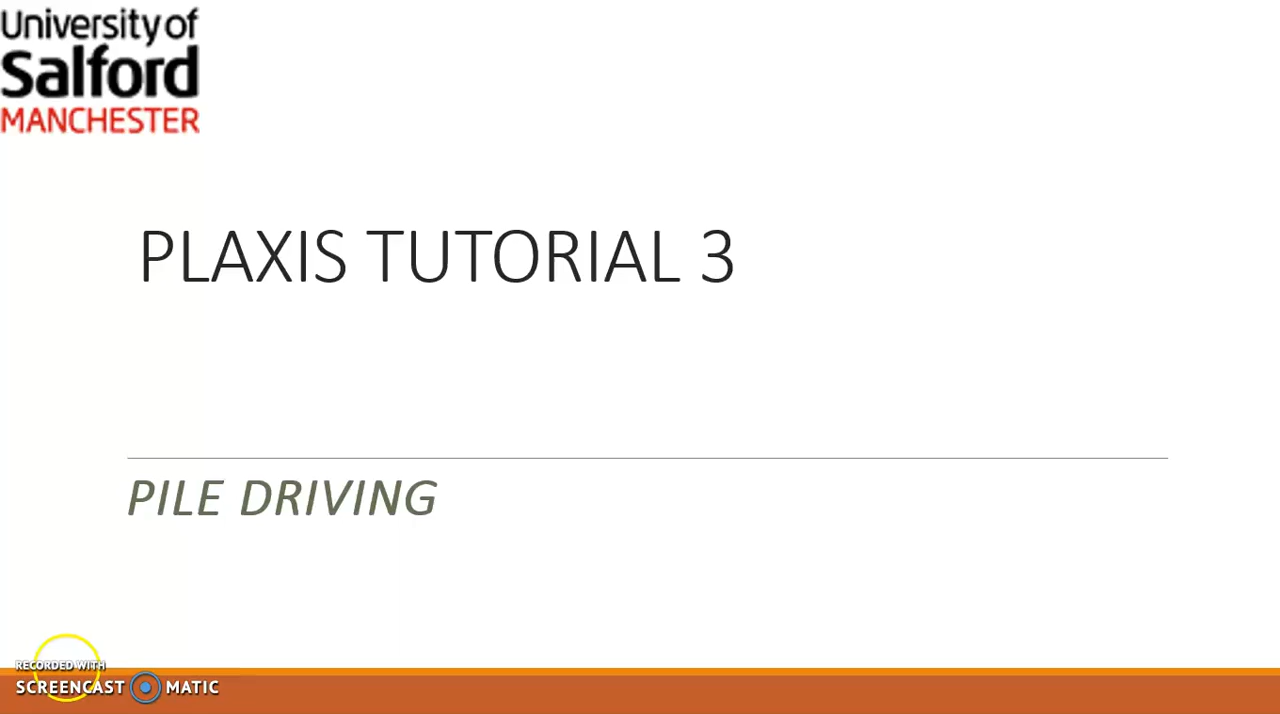 University of
Salford
MANCHESTER
PLAXIS TUTORIAL 3
PILE DRIVING
RECORDED WITH
SCREENCAST MATIC